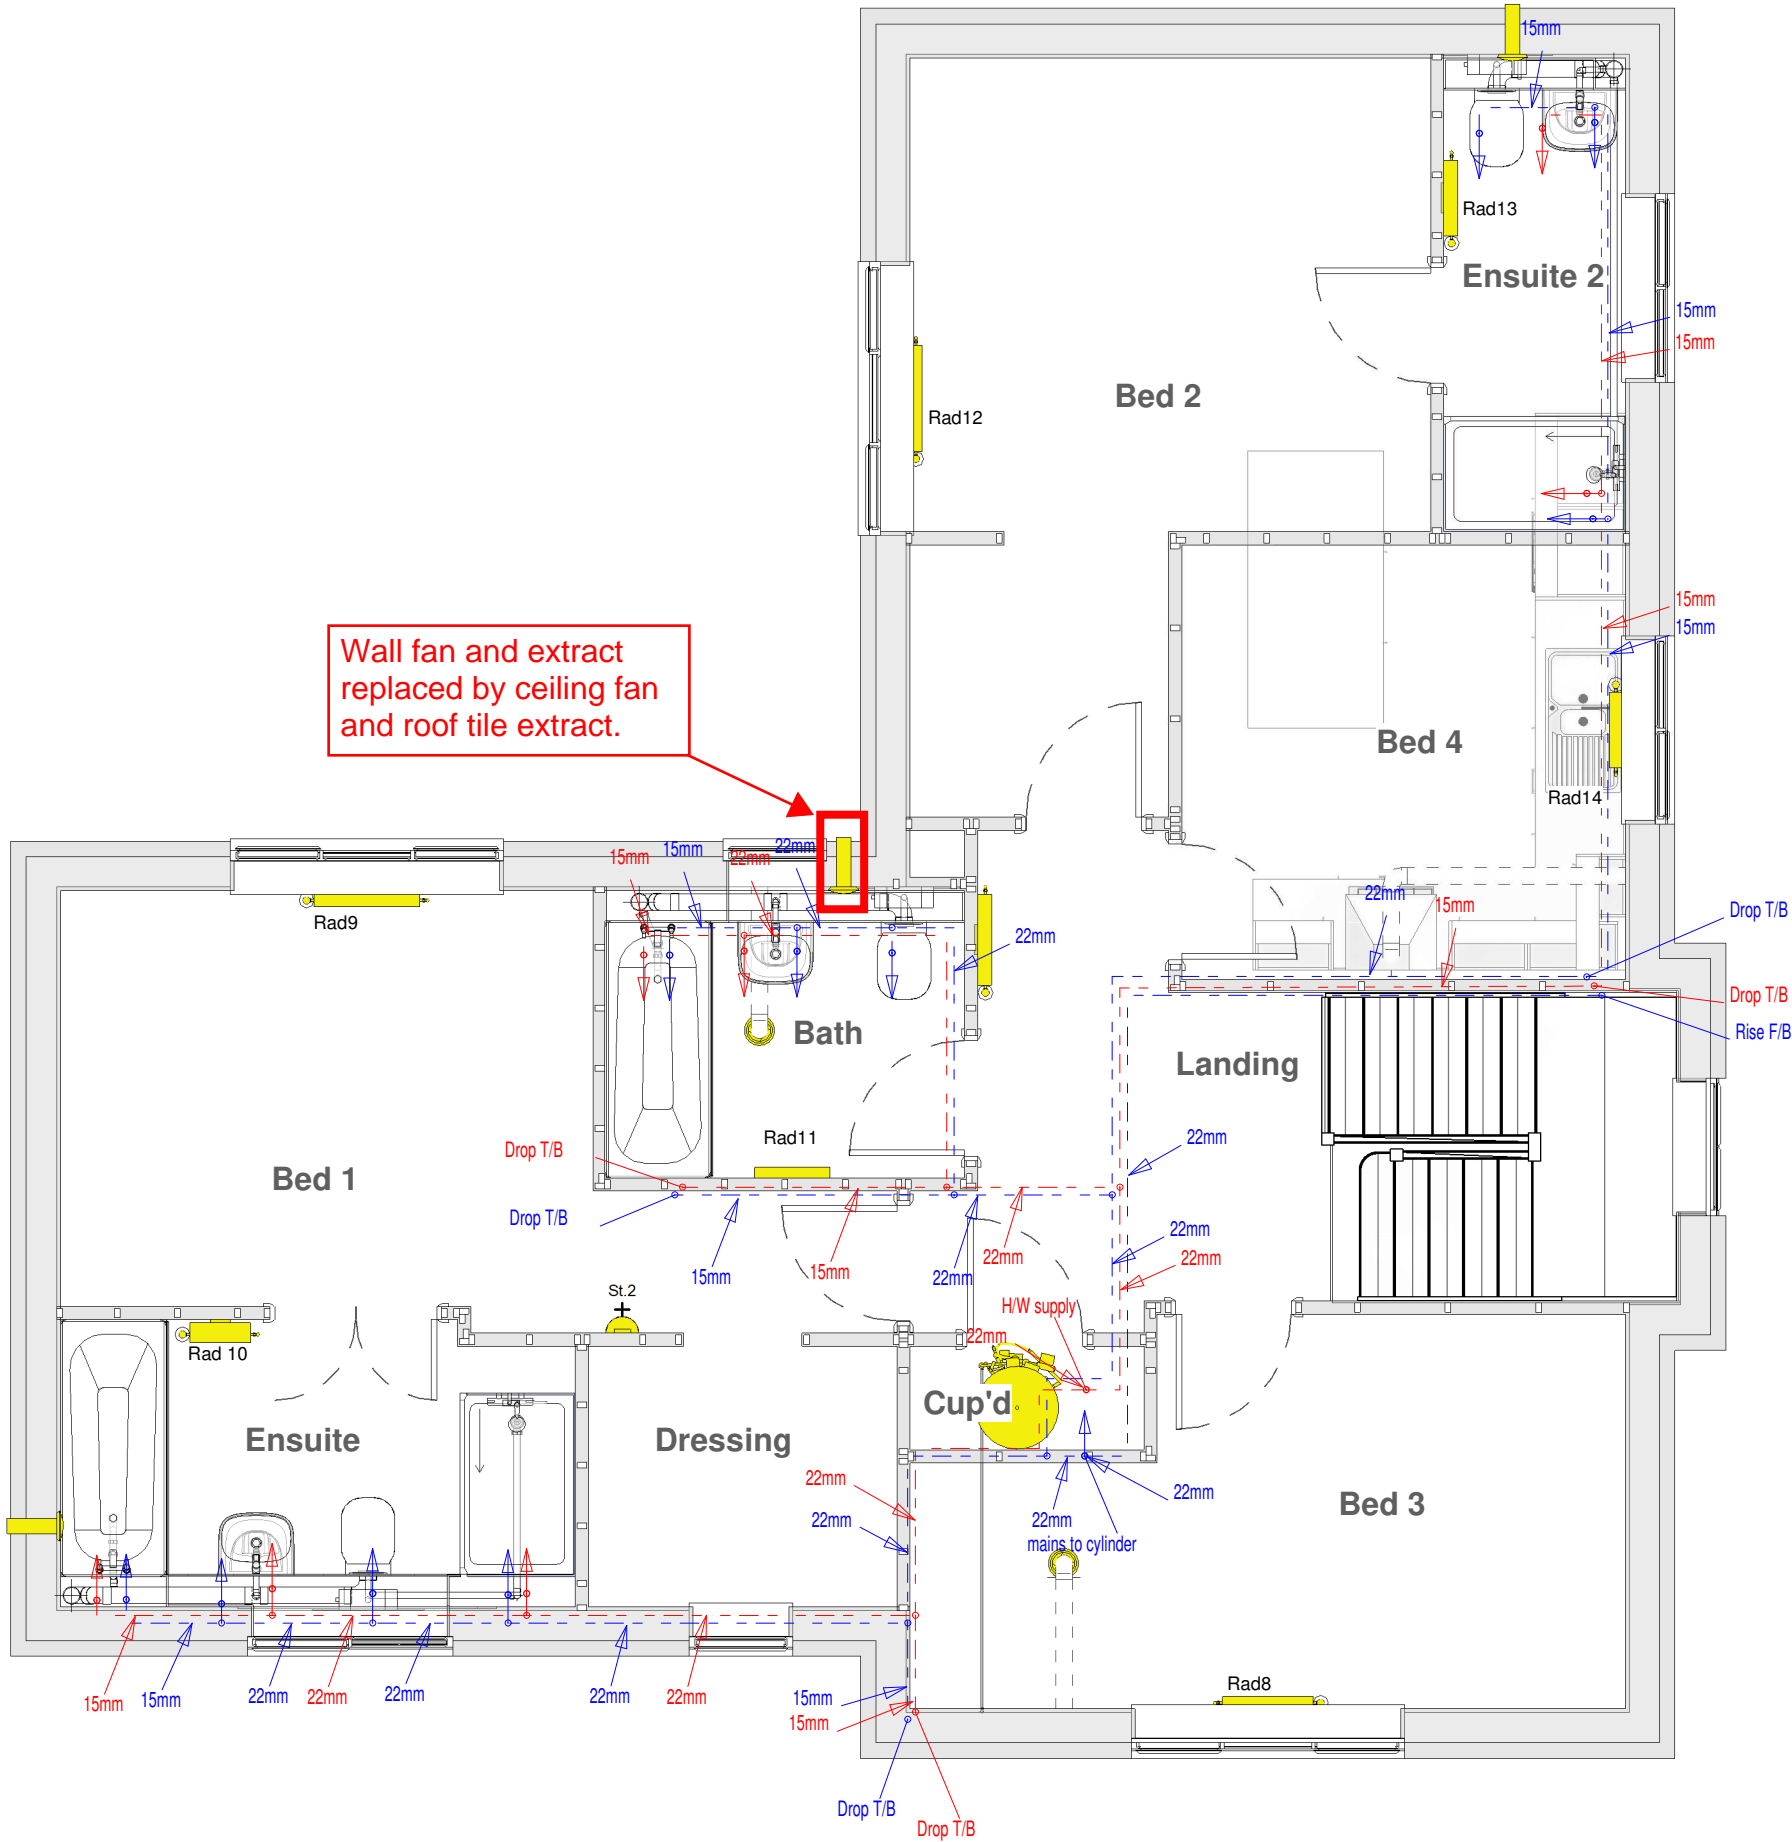 15mm
Rad13
Ensuite 2
15mm
15mm
Bed 2
Rad12
15mm
15mm
Wall fan and extract
replaced by ceiling fan
and roof tile extract.
Bed 4
Rad14
15mm
15mm
22mm
22mm
Rad9
22mm
15mm
Drop T/B
22mm
Drop T/B
Rise F/B
Bath
Landing
Rad11
22mm
Drop T/B
Bed 1
Drop T/B
22mm
22mm
22mm
15mm
15mm
22mm
St.2
H/W supply
22mm
Rad 10
Cup'd
Ensuite
Dressing
22mm
22mm
22mm
22mm
mains to cylinder
Bed 3
Rad8
15mm
15mm
22mm
22mm
22mm
22mm
22mm
15mm
15mm
Drop T/B
Drop T/B